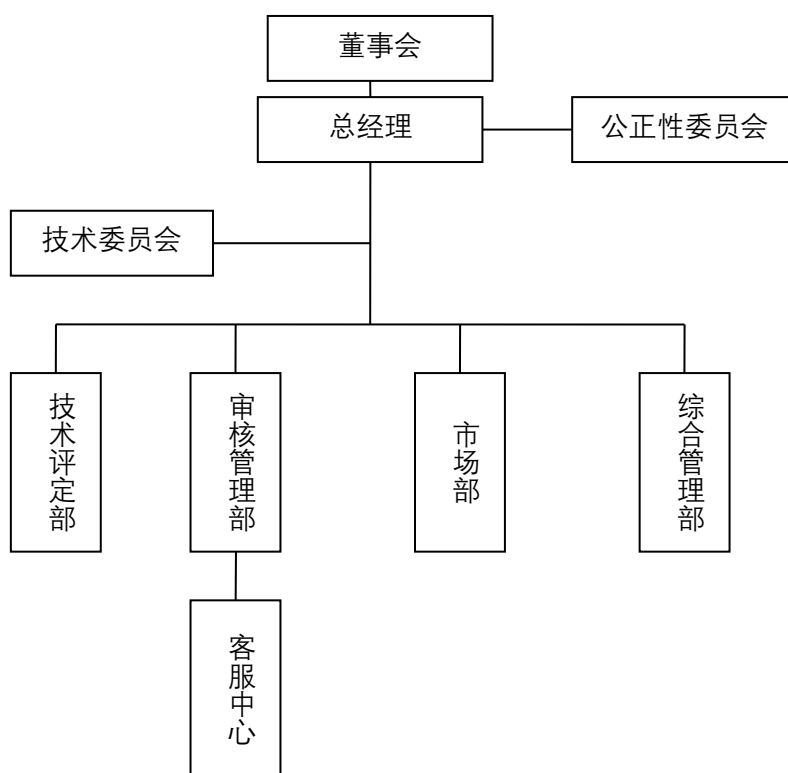 董事会
总经理
公正性委员会
技术委员会
技术评定部
审核管理部
市场部
综合管理部
客服中心